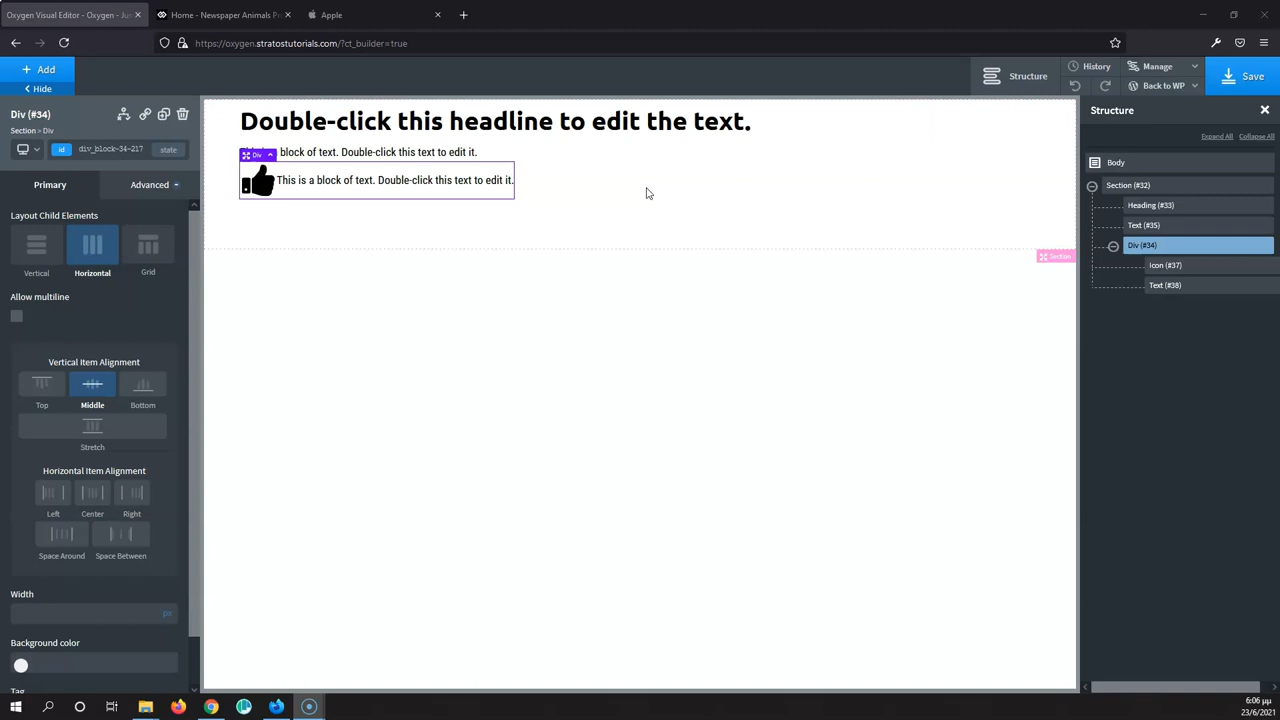 Oxygen Visual Editor - Oxygen - Ju
Home - Newspaper Animals Pr
Apple
https://oxygen.stratostutorials.com/?ct_builder=true
Add
Hide
Structure
History
Manage
Back to WP
Save
Div (#34)
Section > Div
id
div_block-34-217
state
Primary
Advanced
Layout Child Elements
Vertical
Horizontal
Grid
Allow multiline
Vertical Item Alignment
Top
Middle
Bottom
Stretch
Horizontal Item Alignment
Left
Center
Right
Space Around
Space Between
Width
px
Background color
Tag
Double-click this headline to edit the text.
block of text. Double-click this text to edit it.
Div
This is a block of text. Double-click this text to edit it.
Section
Structure
Expand All
Collapse All
Body
Section (#32)
Heading (#33)
Text (#35)
Div (#34)
Icon (#37)
Text (#38)
6:06 μμ
23/6/2021